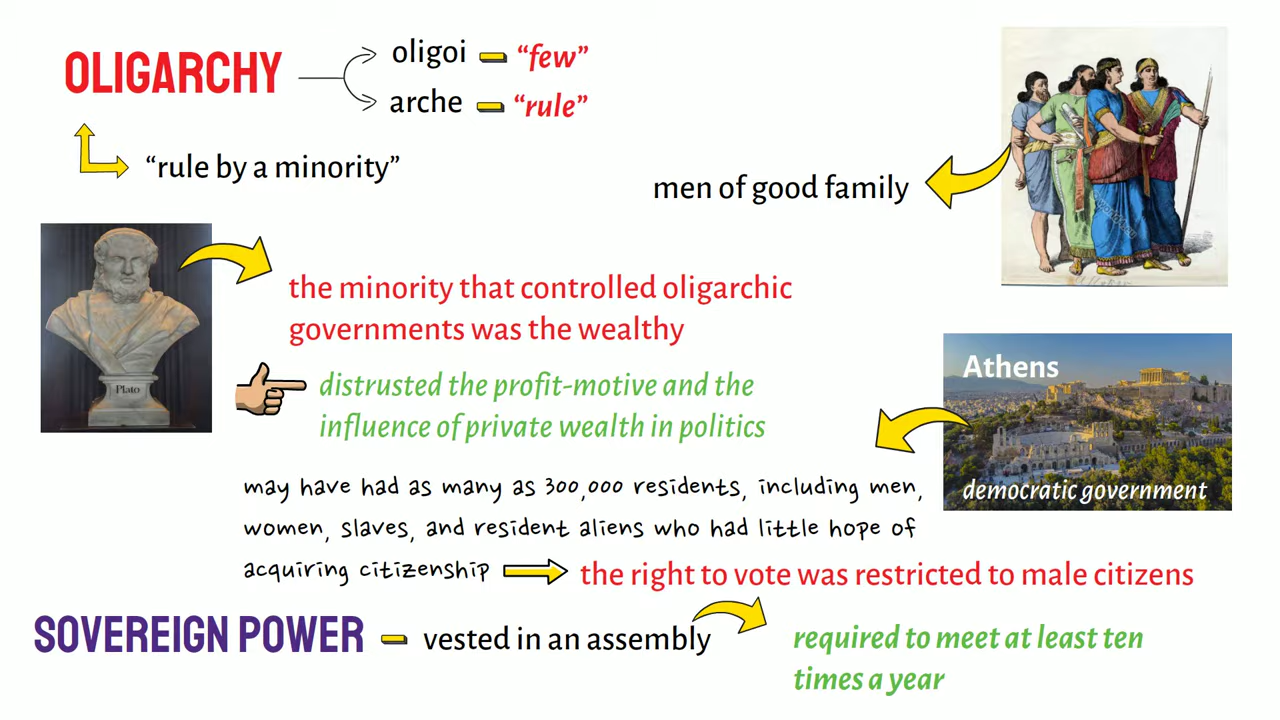 OLIGARCHY
oligoi
“few”
arche
“rule”
“rule by a minority”
men of good family
Plato
the minority that controlled oligarchic
governments was the wealthy
distrusted the profit-motive and the
influence of private wealth in politics
Athens
democratic government
may have had as many as 300,000 residents, including men,
women, slaves, and resident aliens who had little hope of
acquiring citizenship
the right to vote was restricted to male citizens
SOVEREIGN POWER
vested in an assembly
required to meet at least ten
times a year